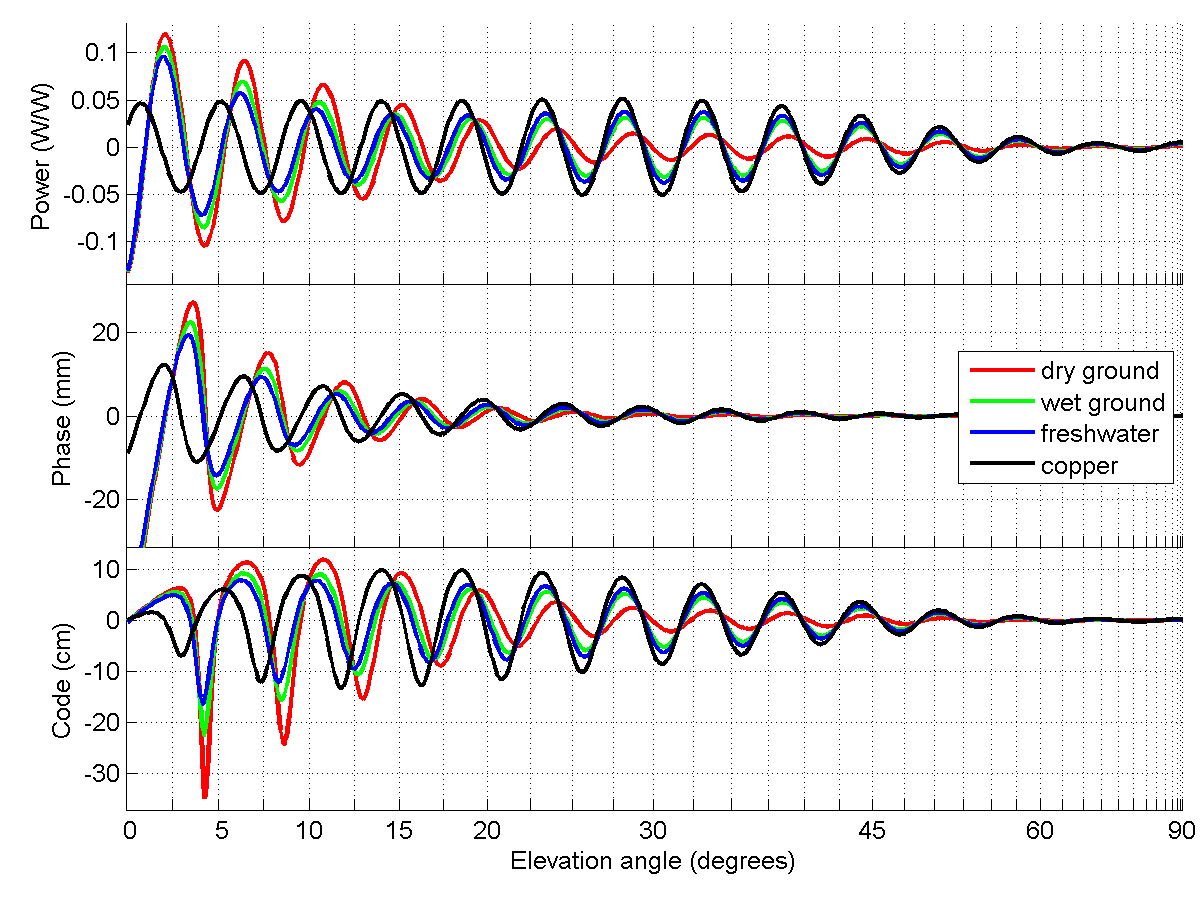 0.1
0.05
0
-0.05
-0.1
Power (W/W)
20
0
-20
Phase (mm)
dry ground
wet ground
freshwater
copper
10
0
-10
-20
-30
Code (cm)
0 5 10 15 20 30 45 60 90
Elevation angle (degrees)